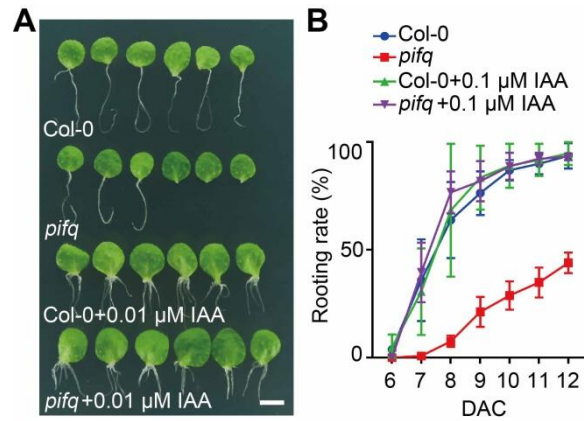 A
Col-0
pifq
Col-0+0.01 µM IAA
pifq+0.01 µM IAA
B
Col-0
pifq
Col-0+0.1 µM IAA
pifq+0.1 µM IAA
Rooting rate (%)
100
50
0
6 7 8 9 10 11 12
DAC